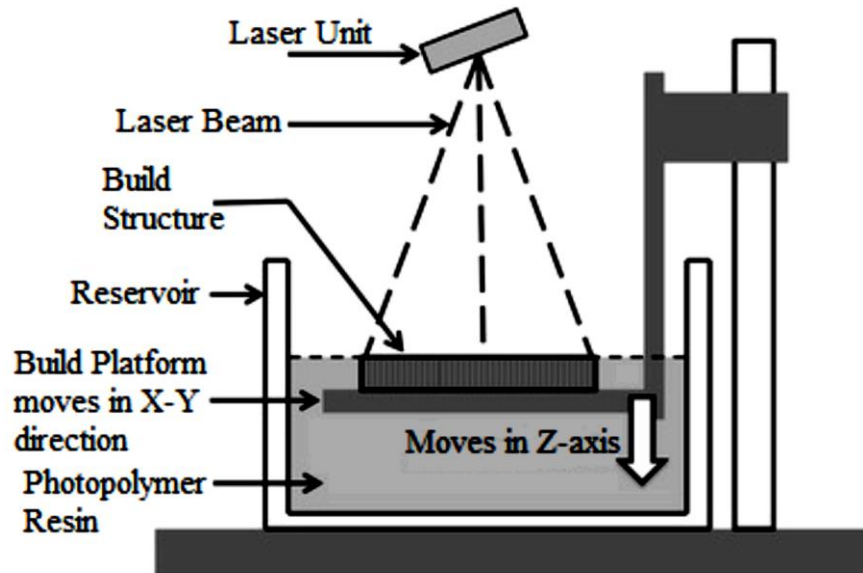 Laser Unit
Laser Beam
Build
Structure
Reservoir
Build Platform
moves in X-Y
direction
Moves in Z-axis
Photopolymer
Resin